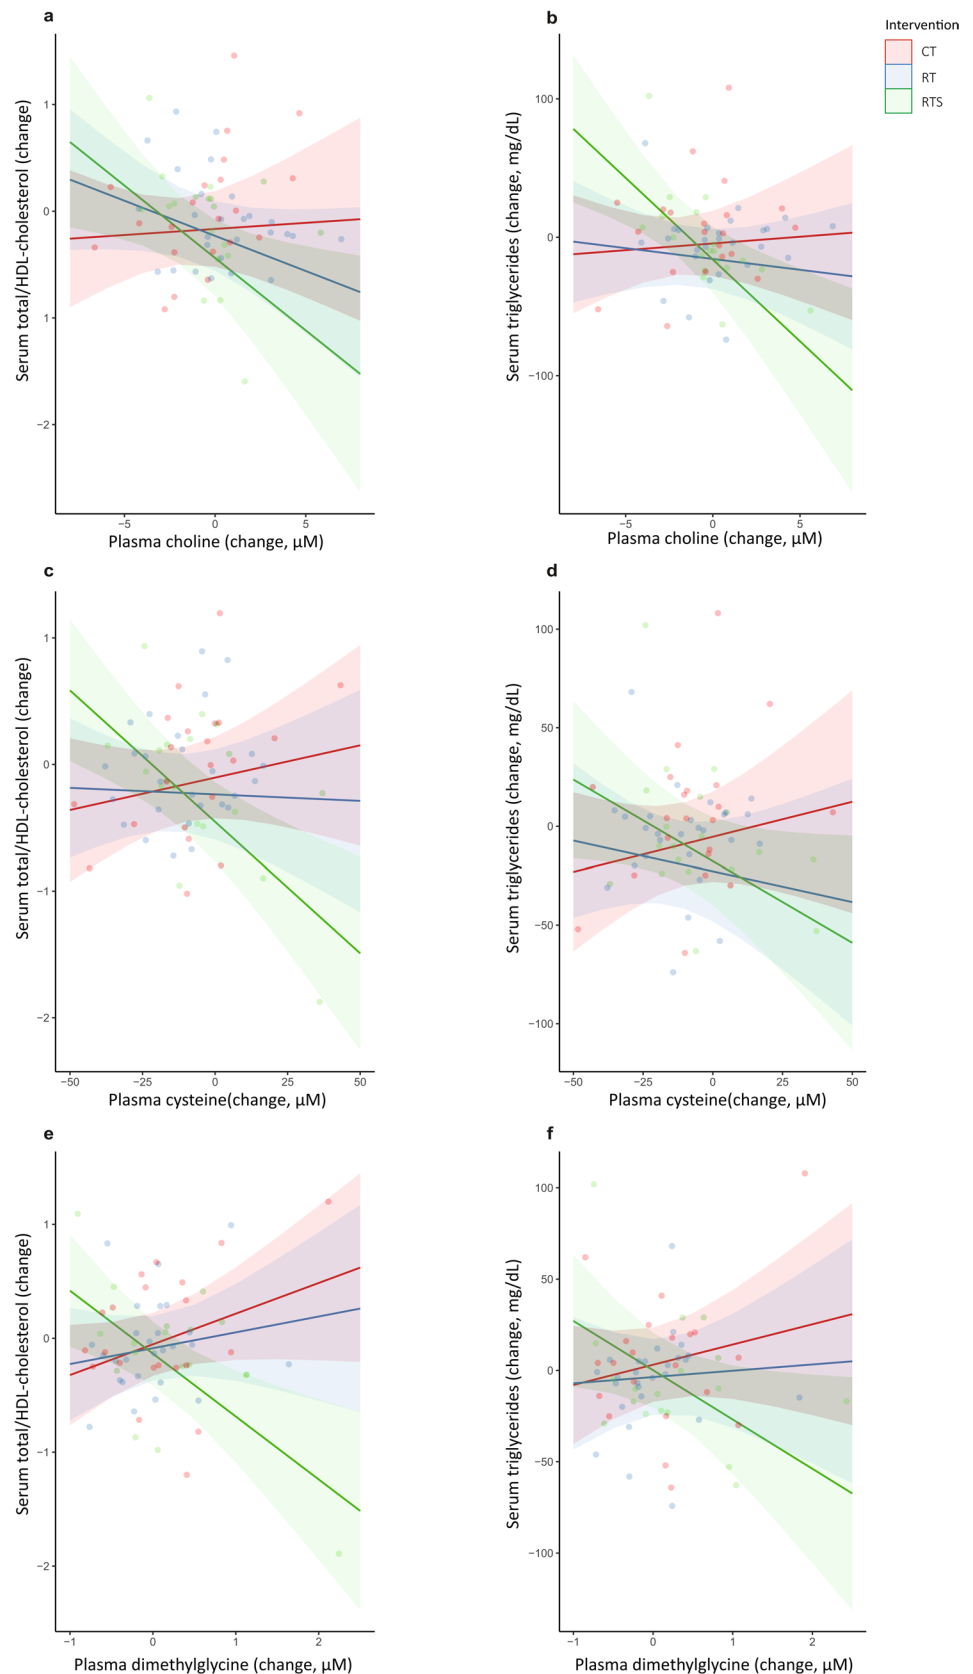 a
b
Intervention
CT
RT
RTS
Serum total/HDL-cholesterol (change)
1
0
1
−2
−5
0
5
Plasma choline (change, µM)
Serum triglycerides (change, mg/dL)
100
0
−100
−5
0
5
Plasma choline (change, µM)
c
d
Serum total/HDL-cholesterol (change)
1
0
−1
−2
−50
−25
0
25
50
Plasma cysteine(change, µM)
Serum triglycerides (change, mg/dL)
100
50
0
−50
−100
−50
−25
0
25
50
Plasma cysteine(change, µM)
e
f
Serum total/HDL-cholesterol (change)
1
0
−1
−2
−1
0
1
2
Plasma dimethylglycine (change, µM)
Serum triglycerides (change, mg/dL)
100
50
0
−50
−100
−1
0
1
2
Plasma dimethylglycine (change, µM)